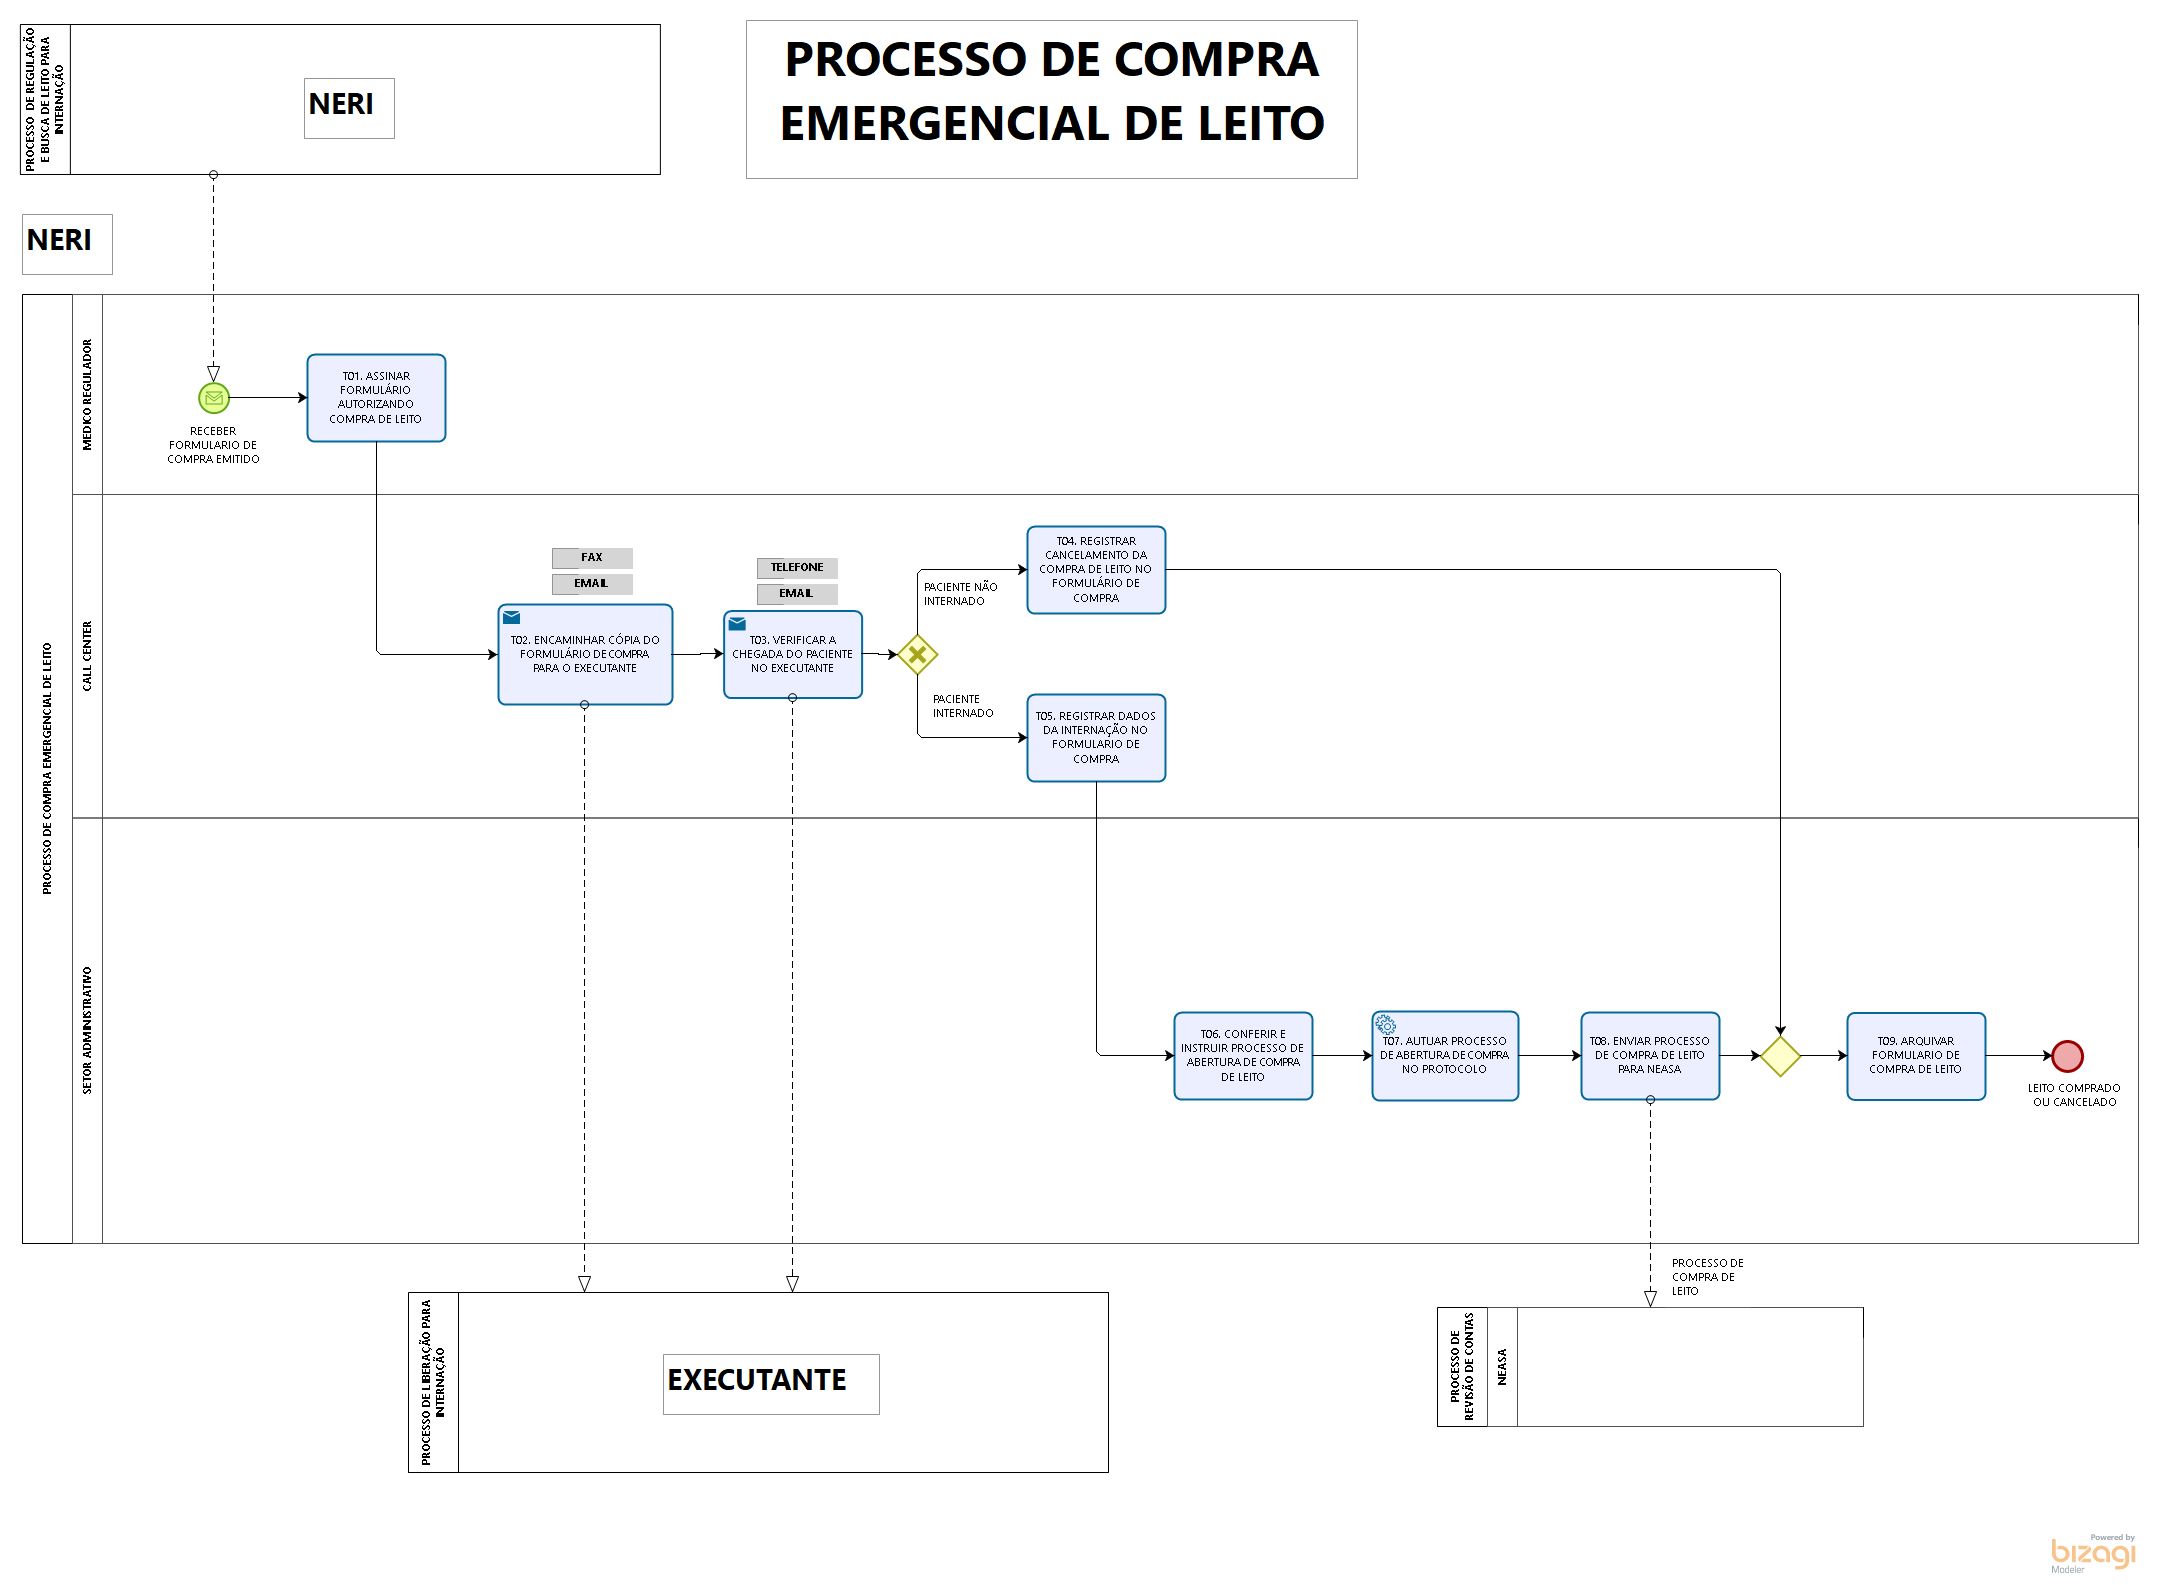 PROCESSO DE REGULAÇÃO
E BUSCA DE LEITO PARA
INTERNAÇÃO
NERI
PROCESSO DE COMPRA
EMERGENCIAL DE LEITO
NERI
PROCESSO DE COMPRA EMERGENCIAL DE LEITO
MEDICO REGULADOR
RECEBER
FORMULARIO DE
COMPRA EMITIDO
T01. ASSINAR
FORMULÁRIO
AUTORIZANDO
COMPRA DE LEITO
CALL CENTER
FAX
EMAIL
T02. ENCAMINHAR CÓPIA DO
FORMULÁRIO DE COMPRA
PARA O EXECUTANTE
TELEFONE
EMAIL
T03. VERIFICAR A
CHEGADA DO PACIENTE
NO EXECUTANTE
PACIENTE NÃO
INTERNADO
T04. REGISTRAR
CANCELAMENTO DA
COMPRA DE LEITO NO
FORMULÁRIO DE
COMPRA
PACIENTE
INTERNADO
T05. REGISTRAR DADOS
DA INTERNAÇÃO NO
FORMULARIO DE
COMPRA
SETOR ADMINISTRATIVO
T06. CONFERIR E
INSTRUIR PROCESSO DE
ABERTURA DE COMPRA
DE LEITO
T07. AUTUAR PROCESSO
DE ABERTURA DE COMPRA
NO PROTOCOLO
T08. ENVIAR PROCESSO
DE COMPRA DE LEITO
PARA NEASA
T09. ARQUIVAR
FORMULARIO DE
COMPRA DE LEITO
LEITO COMPRADO
OU CANCELADO
PROCESSO DE LIBERAÇÃO PARA
INTERNAÇÃO
EXECUTANTE
PROCESSO DE
COMPRA DE
LEITO
PROCESSO DE
REVISÃO DE CONTAS
NEASA
Powered by
bizagi
Modeler